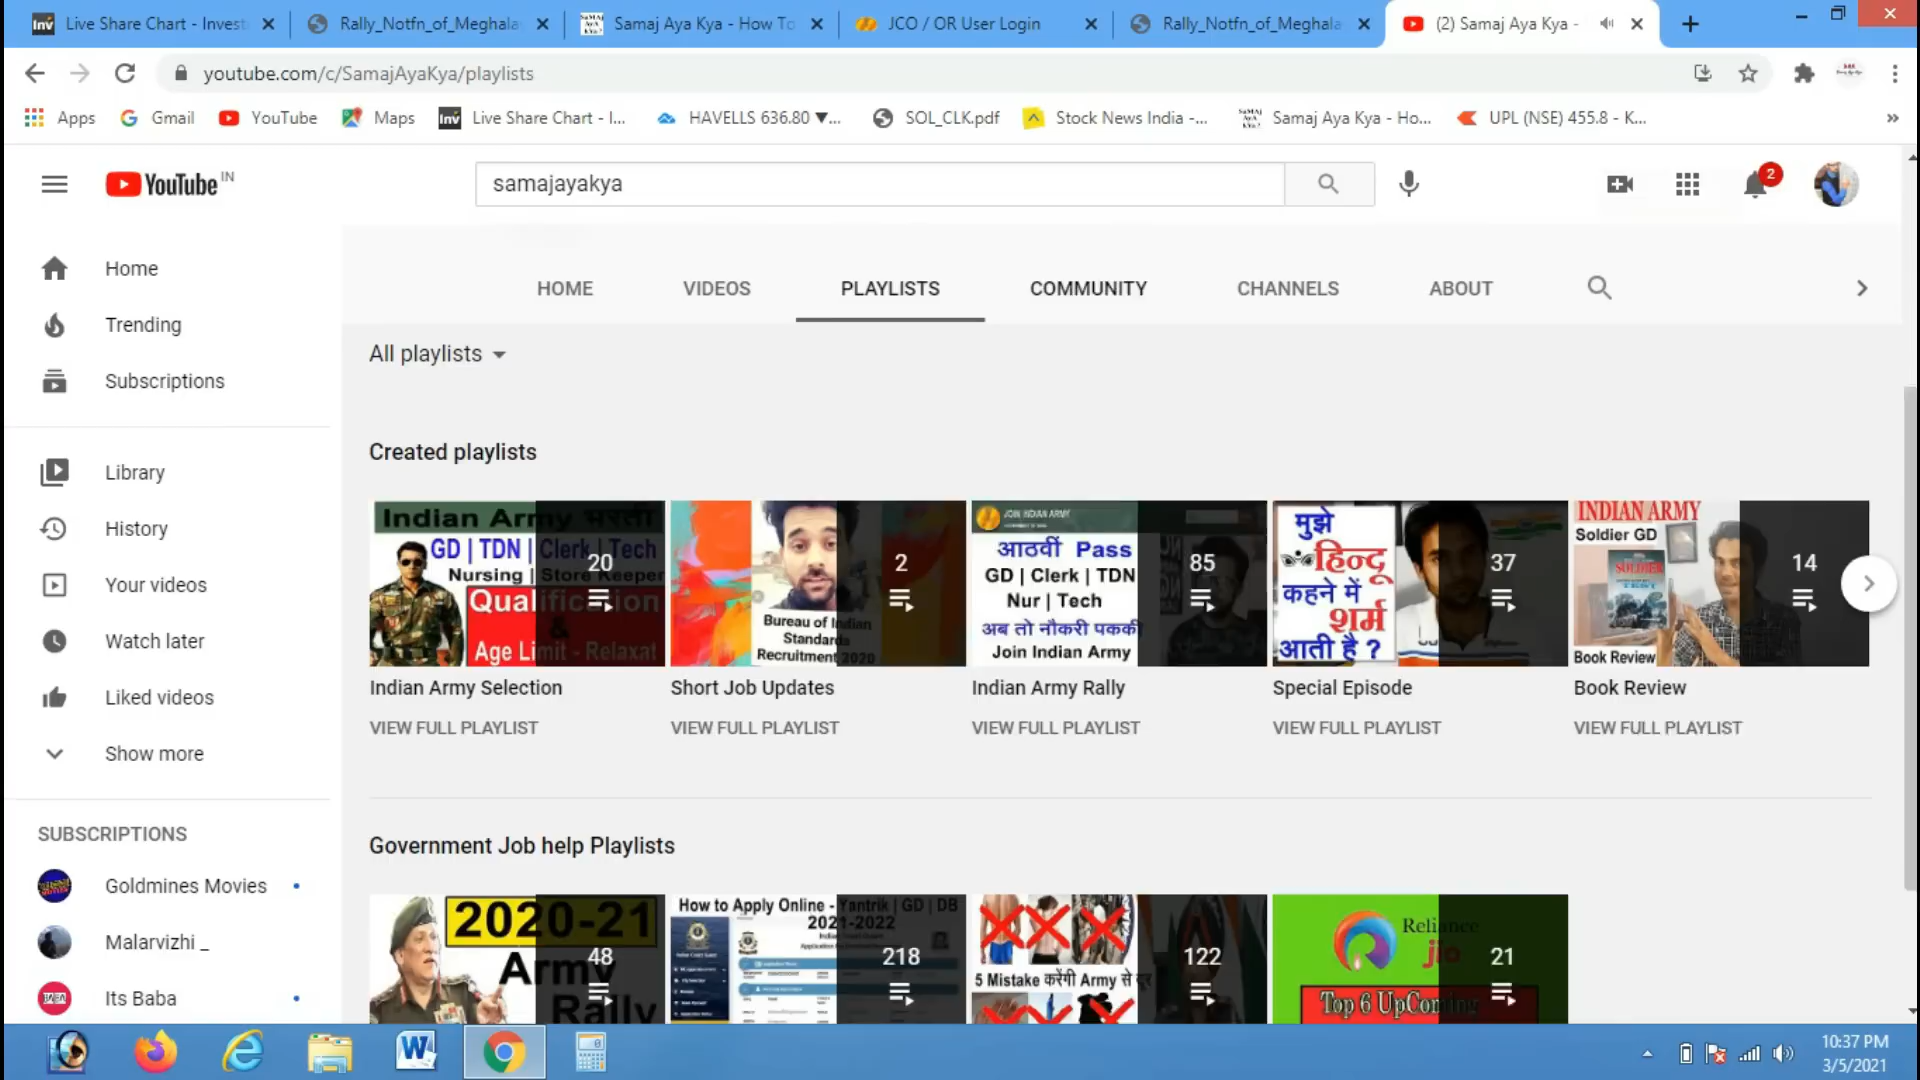 Live Share Chart - Invest
Rally_Notfn_of_Meghala
Samaj Aya Kya - How To
JCO / OR User Login
Rally_Notfn_of_Meghala
(2) Samaj Aya Kya -
youtube.com/c/SamajAyaKya/playlists
Apps
Gmail
YouTube
Maps
Live Share Chart - I...
HAVELLS 636.80 ▼...
SOL_CLK.pdf
Stock News India -...
Samaj Aya Kya - Ho...
UPL (NSE) 455.8 - K...
YouTube IN
samajayakya
2
Home
Trending
Subscriptions
Library
History
Your videos
Watch later
Liked videos
Show more
SUBSCRIPTIONS
Goldmines Movies
Malarvizhi _
Its Baba
HOME
VIDEOS
PLAYLISTS
COMMUNITY
CHANNELS
ABOUT
All playlists
Created playlists
Indian Army भरती
GD | TDN | Clerk | Tech
Nursing | Store Keeper
Qualification
&
Age Limit - Relaxat
20
Indian Army Selection
VIEW FULL PLAYLIST
Bureau of Indian
Standards
Recruitment 2020
2
Short Job Updates
VIEW FULL PLAYLIST
JOIN INDIAN ARMY
आठवीं Pass
GD | Clerk | TDN
Nur | Tech
अब तो नौकरी पक्की
Join Indian Army
85
Indian Army Rally
VIEW FULL PLAYLIST
मुझे
हिन्दू
कहने में
शर्म
आती है ?
37
Special Episode
VIEW FULL PLAYLIST
INDIAN ARMY
Soldier GD
SOLDIER
Book Review
14
Book Review
VIEW FULL PLAYLIST
Government Job help Playlists
2020-21
Army
Rally
48
How to Apply Online - Yantrik | GD | DB
2021-2022
218
5 Mistake करेंगी Army से दूर
122
Reliance
jio
Top 6 UpComing
21
10:37 PM
3/5/2021